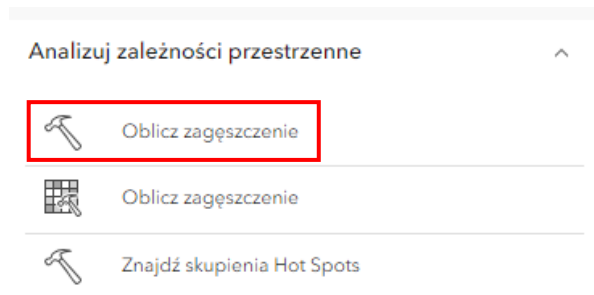 Analizuj zależności przestrzenne
Oblicz zagęszczenie
Oblicz zagęszczenie
Znajdź skupienia Hot Spots